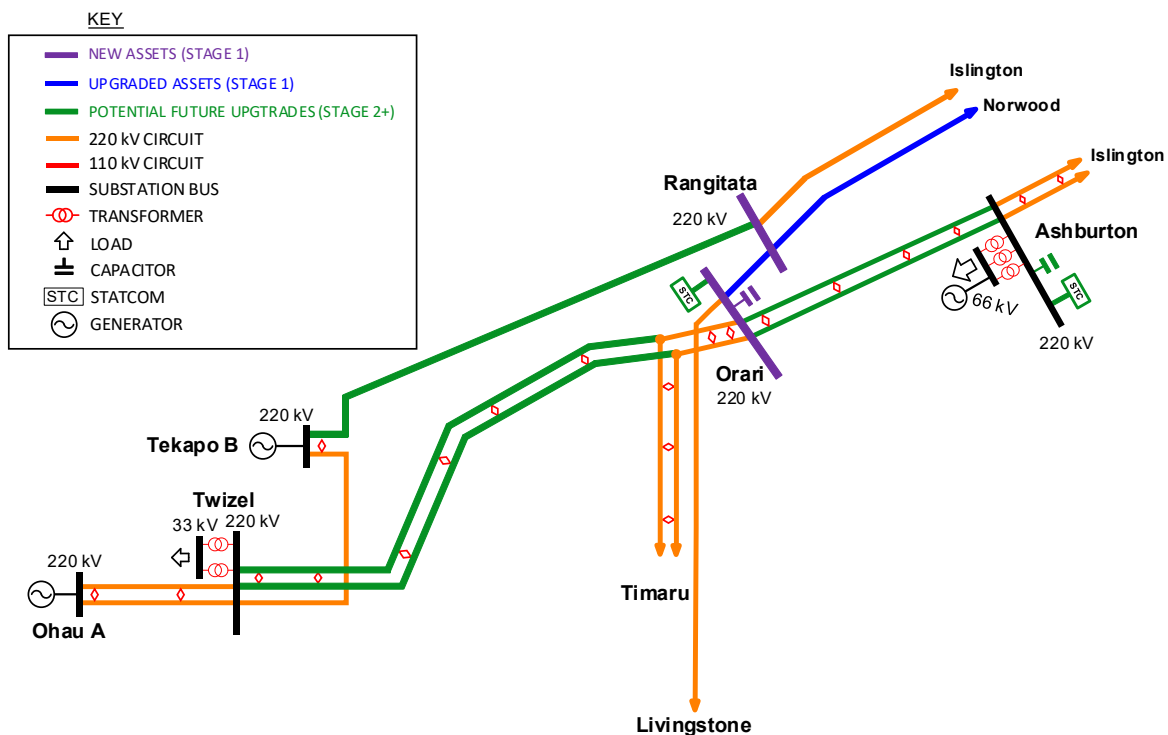 KEY
NEW ASSETS (STAGE 1)
UPGRADED ASSETS (STAGE 1)
POTENTIAL FUTURE UPGTRADES (STAGE 2+)
220 kV CIRCUIT
110 kV CIRCUIT
SUBSTATION BUS
TRANSFORMER
LOAD
CAPACITOR
STC STATCOM
GENERATOR
Islington
Norwood
Islington
Rangitata
220 kV
Ashburton
STC
66 kV
STC
220 kV
Orari
220 kV
220 kV
Tekapo B
Twizel
33 kV 220 kV
220 kV
Ohau A
Timaru
Livingstone